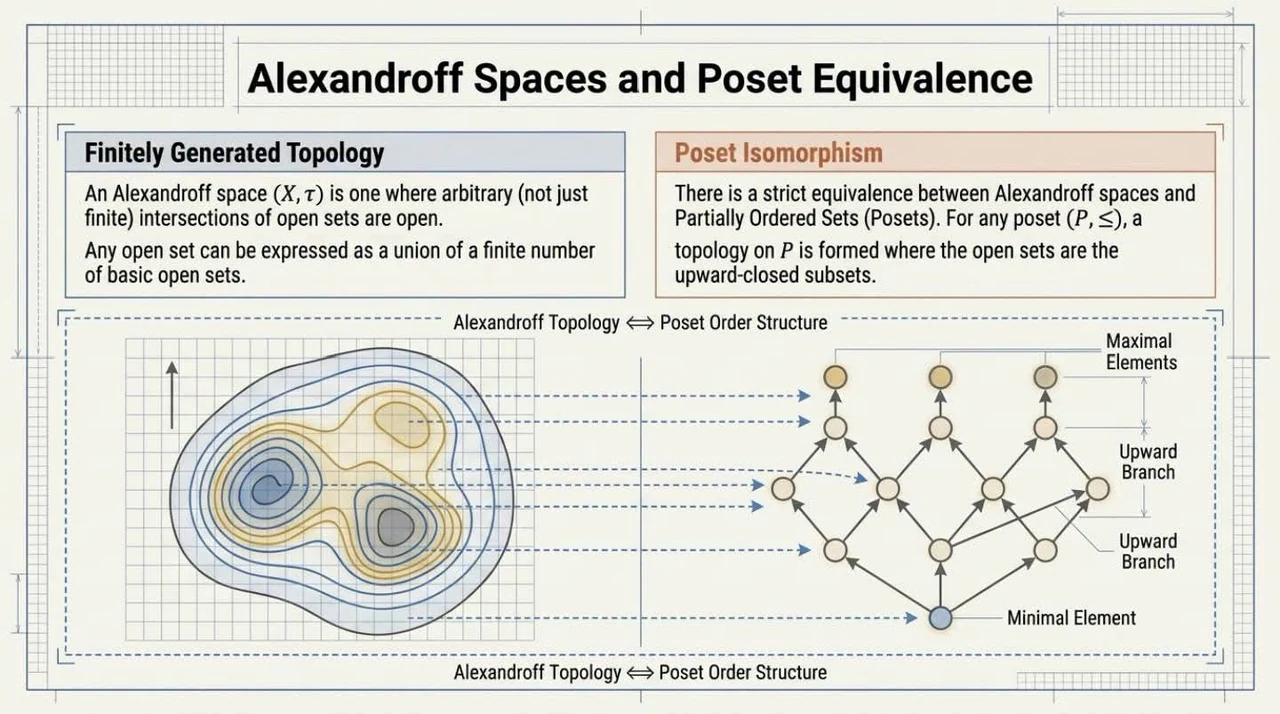 Alexandroff Spaces and Poset Equivalence
Finitely Generated Topology
An Alexandroff space (X, τ) is one where arbitrary (not just
finite) intersections of open sets are open.
Any open set can be expressed as a union of a finite number
of basic open sets.
Poset Isomorphism
There is a strict equivalence between Alexandroff spaces and
Partially Ordered Sets (Posets). For any poset (P, ≤), a
topology on P is formed where the open sets are the
upward-closed subsets.
Alexandroff Topology ⟺ Poset Order Structure
Maximal
Elements
Upward
Branch
Upward
Branch
Minimal Element
Alexandroff Topology ⟺ Poset Order Structure